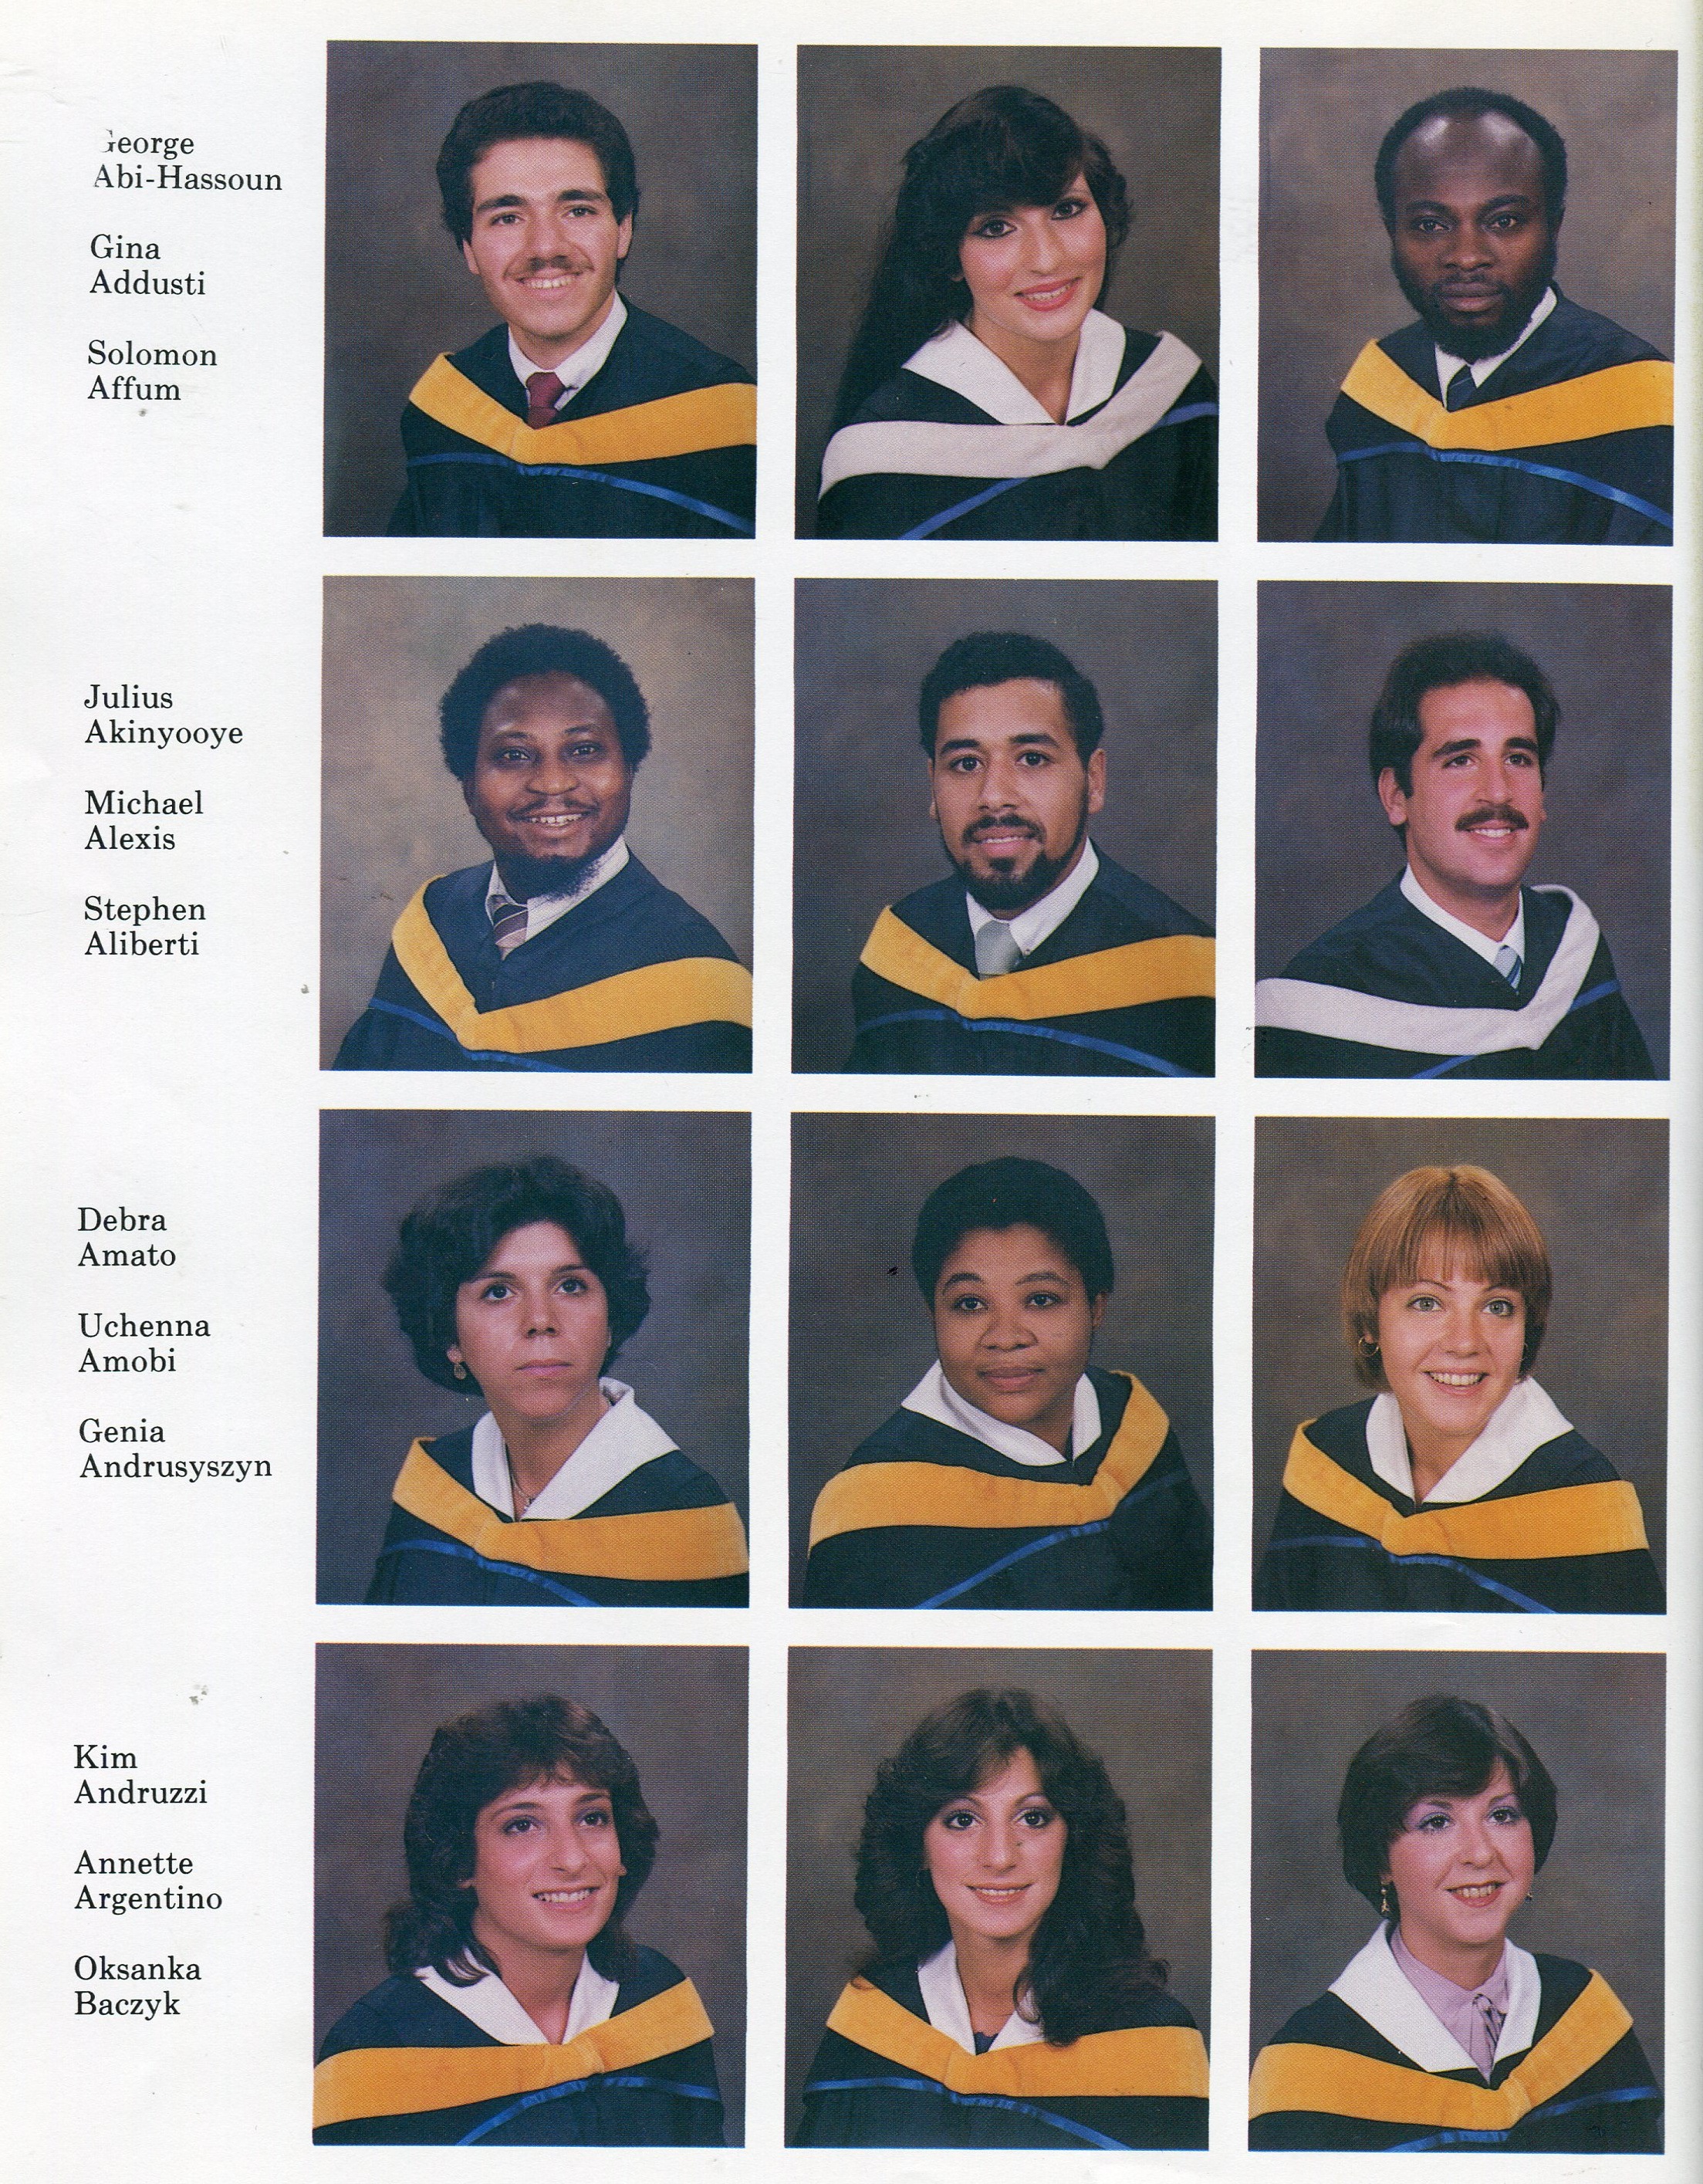 George
Abi-Hassoun
Gina
Addusti
Solomon
Affum
Julius
Akinyooye
Michael
Alexis
Stephen
Aliberti
Debra
Amato
Uchenna
Amobi
Genia
Andrusyszyn
Kim
Andruzzi
Annette
Argentino
Oksanka
Baczyk